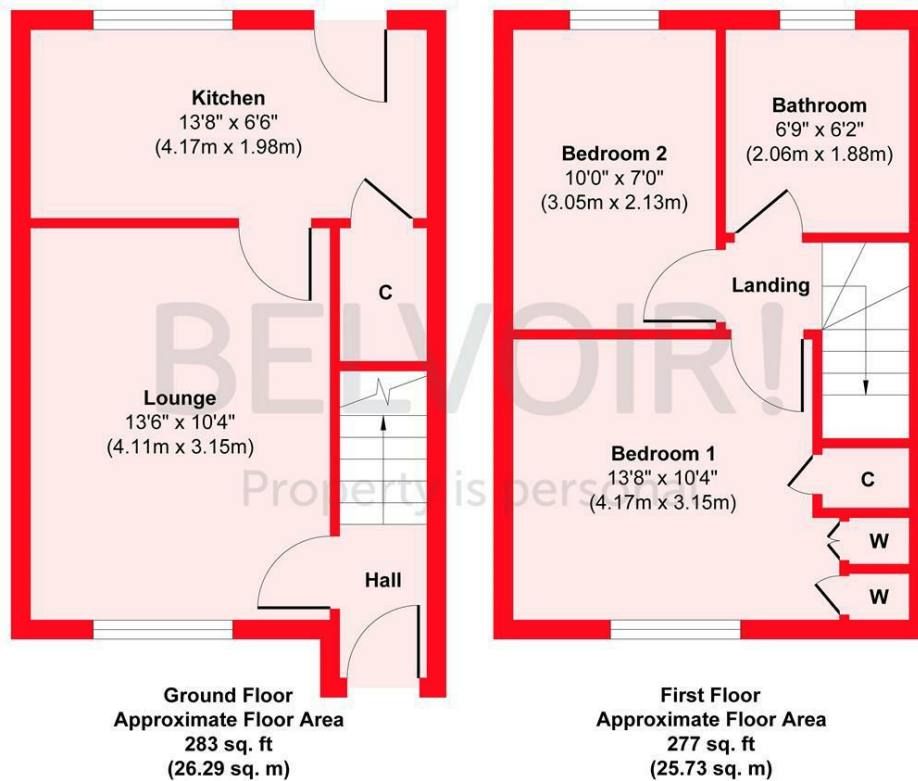 Kitchen
13'8" x 6'6"
(4.17m x 1.98m)
C
Lounge
13'6" x 10'4"
(4.11m x 3.15m)
Hall
Ground Floor
Approximate Floor Area
283 sq. ft
(26.29 sq. m)
Bedroom 2
10'0" x 7'0"
(3.05m x 2.13m)
Bathroom
6'9" x 6'2"
(2.06m x 1.88m)
Landing
Bedroom 1
13'8" x 10'4"
(4.17m x 3.15m)
C
W
W
First Floor
Approximate Floor Area
277 sq. ft
(25.73 sq. m)
BELVOIR!
Property is personal